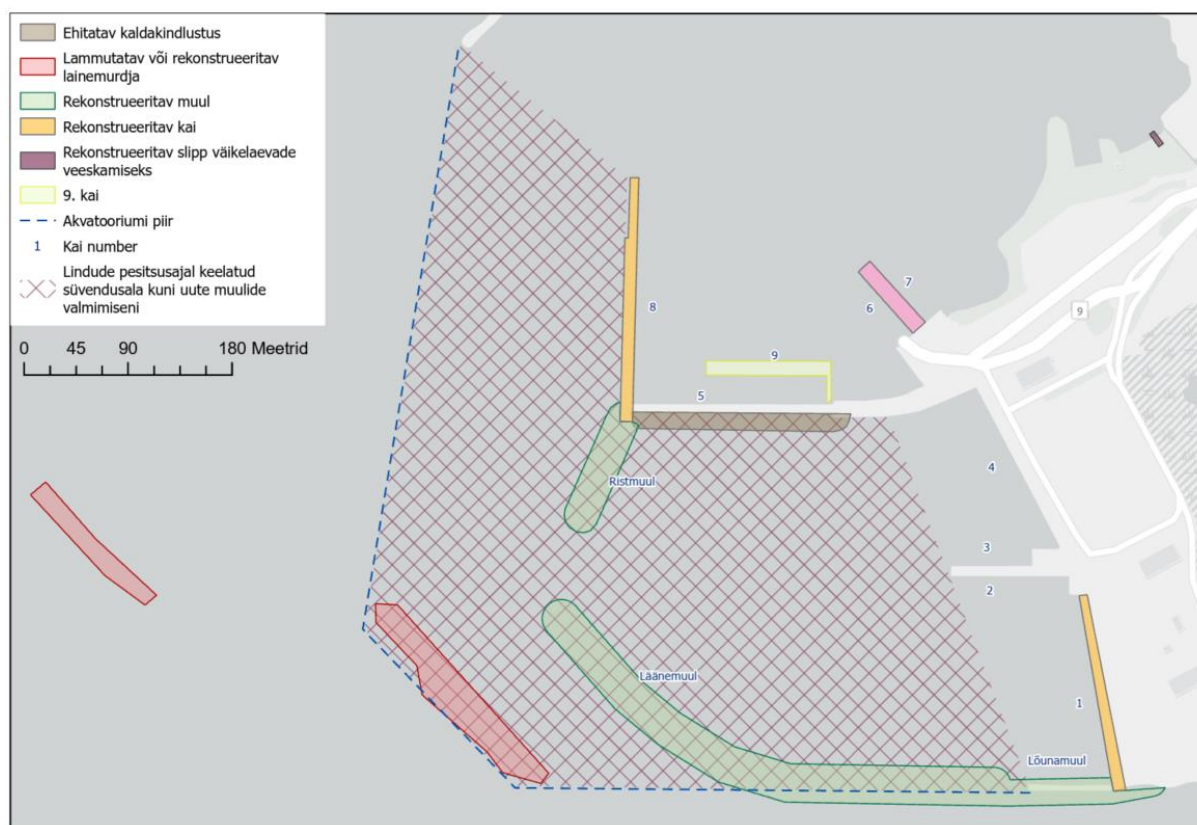 Ehitatav kaldakindlustus
Lammutatav või rekonstrueeritav
lainemurdja
Rekonstrueeritav muul
Rekonstrueeritav kai
Rekonstrueeritav slipp väikelaevade
veeskamiseks
9. kai
Akvatooriumi piir
1 Kai number
Lindude pesitsusajal keelatud
süvendusala kuni uute muulide
valmimiseni
0 45 90 180 Meetrid
7
6
8
9
9
5
4
Ristmuul
3
2
Läänemuul
1
Lõunamuul